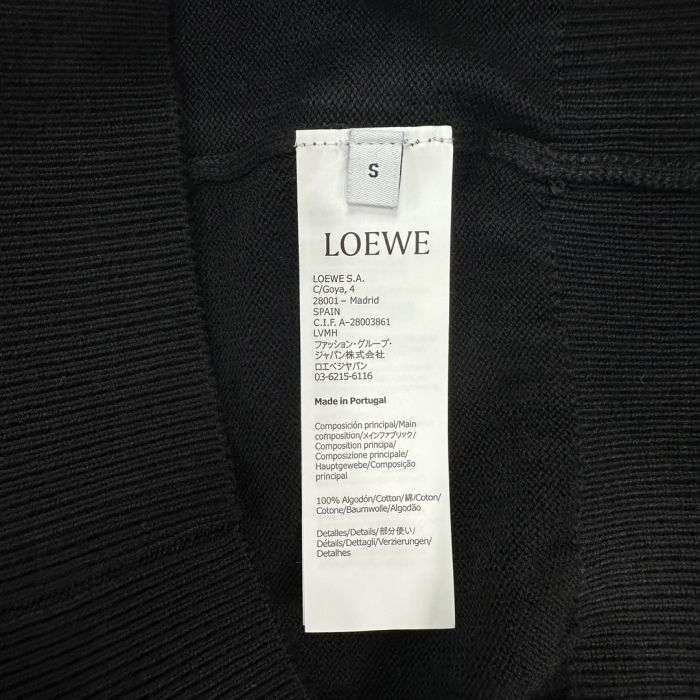 S
LOEWE
LOEWE S.A.
C/Goya, 4
28001 – Madrid
SPAIN
C.I.F. A-28003861
LVMH
ファッション・グループ・
ジャパン株式会社
ロエベジャパン
03-6215-6116
Made in Portugal
Composición principal/Main
composition/メインファブリック/
Composition principa/
Composizione principale/
Hauptgewebe/Composição
principal
100% Algodón/Cotton/綿/Coton/
Cotone/Baumwolle/Algodão
Detalles/Details/部分使い/
Détails/Dettagli/Verzierungen/
Detalhes